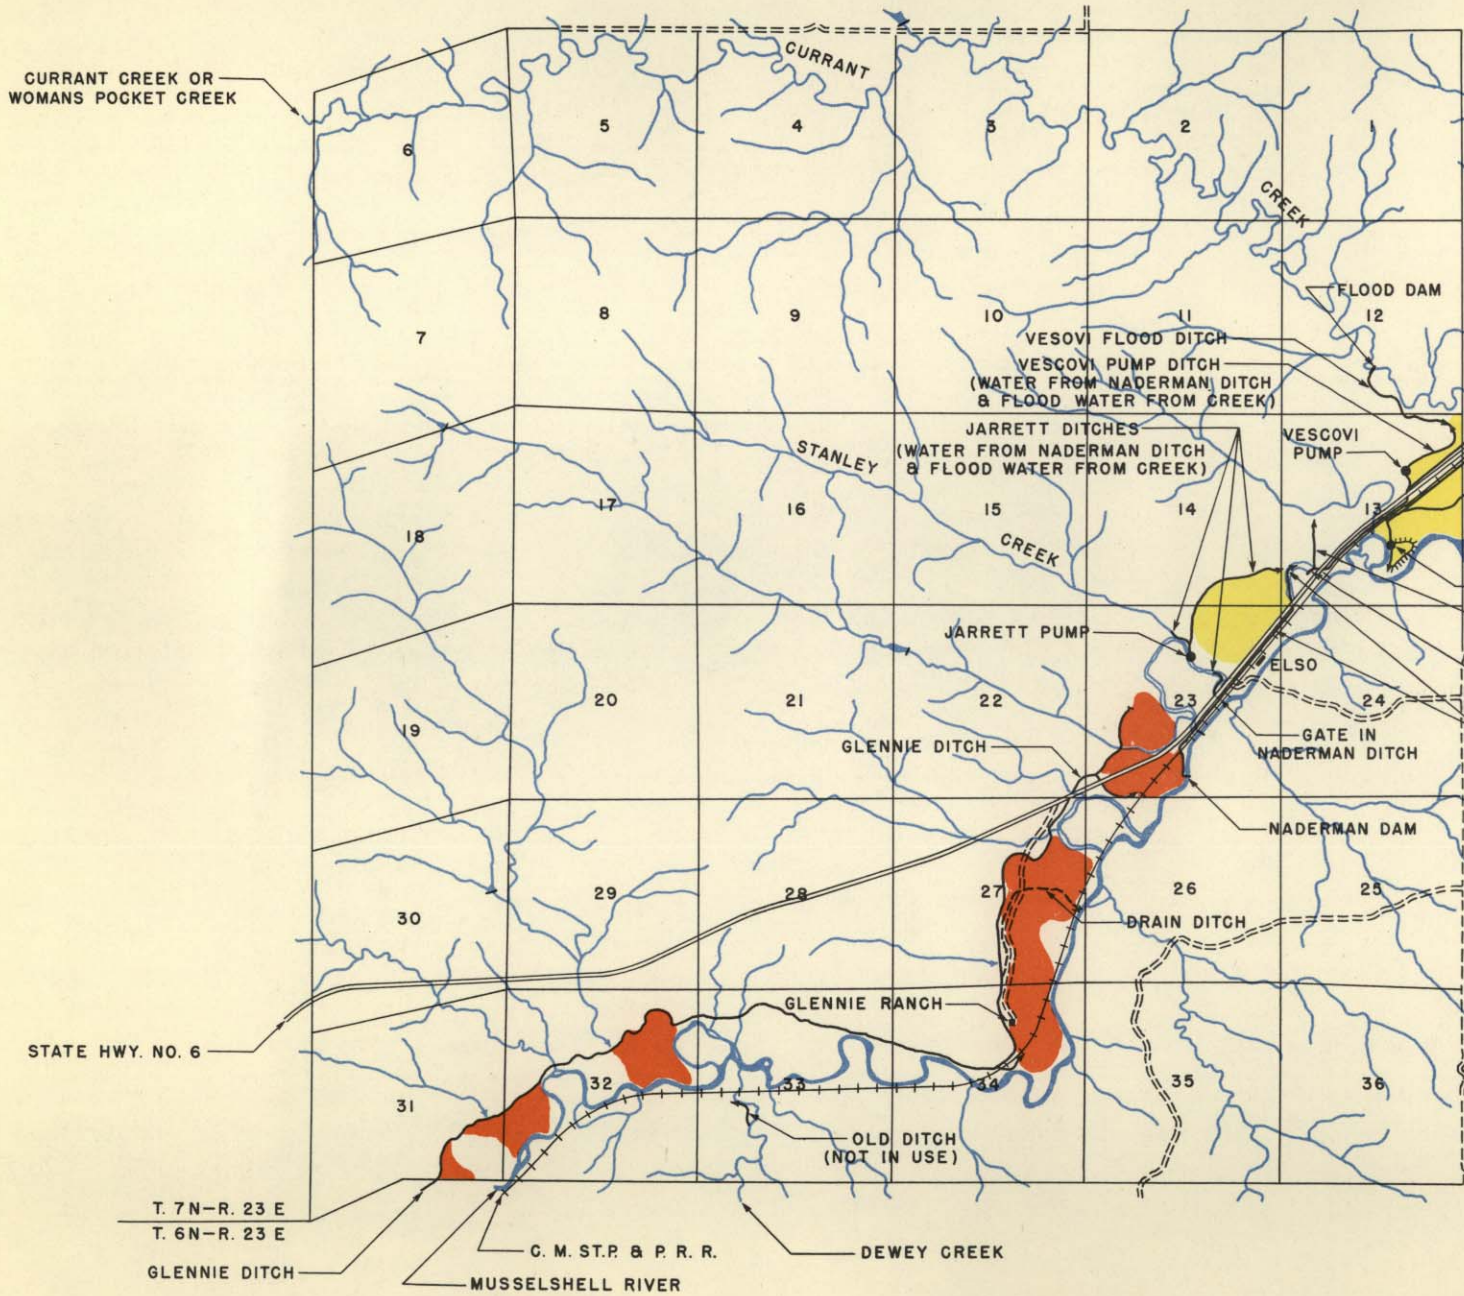 CURRANT CREEK OR
WOMANS POCKET CREEK
CURRANT
CREEK
6
5
4
3
2
1
FLOOD DAM
7
8
9
10
11
12
VESOVI FLOOD DITCH
VESCOVI PUMP DITCH
(WATER FROM NADERMAN DITCH
& FLOOD WATER FROM CREEK)
JARRETT DITCHES
(WATER FROM NADERMAN DITCH
& FLOOD WATER FROM CREEK)
VESCOVI
PUMP
STANLEY
CREEK
18
17
16
15
14
13
JARRETT PUMP
ELSO
19
20
21
22
23
24
GLENNIE DITCH
GATE IN
NADERMAN DITCH
NADERMAN DAM
30
29
28
27
26
25
DRAIN DITCH
GLENNIE RANCH
STATE HWY. NO. 6
31
32
33
34
35
36
OLD DITCH
(NOT IN USE)
T. 7N-R. 23 E
T. 6N-R. 23 E
GLENNIE DITCH
C. M. ST.P. & P. R. R.
MUSSELSHELL RIVER
DEWEY CREEK